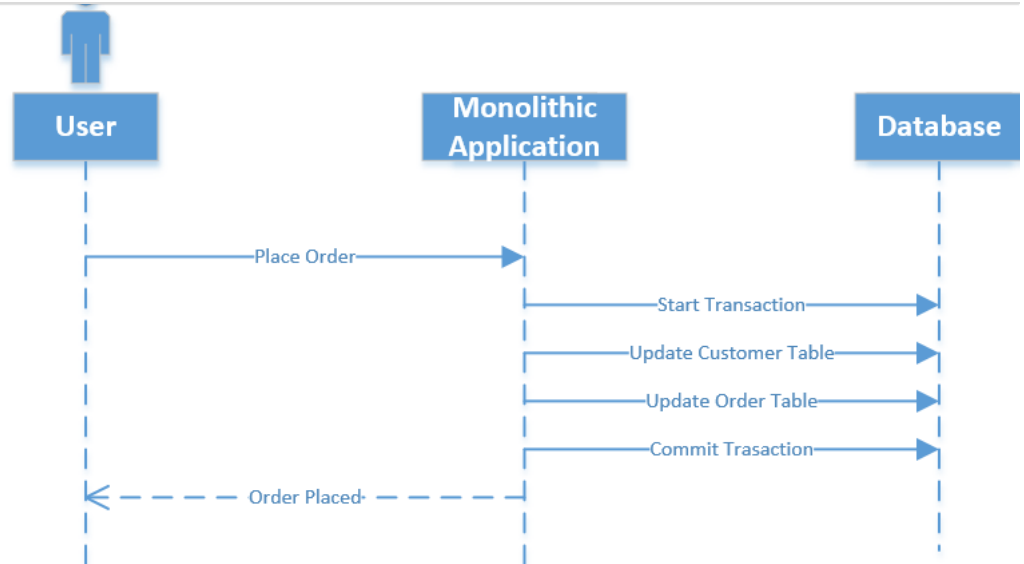 User
Monolithic
Application
Database
Place Order
Start Transaction
Update Customer Table
Update Order Table
Commit Trasaction
Order Placed